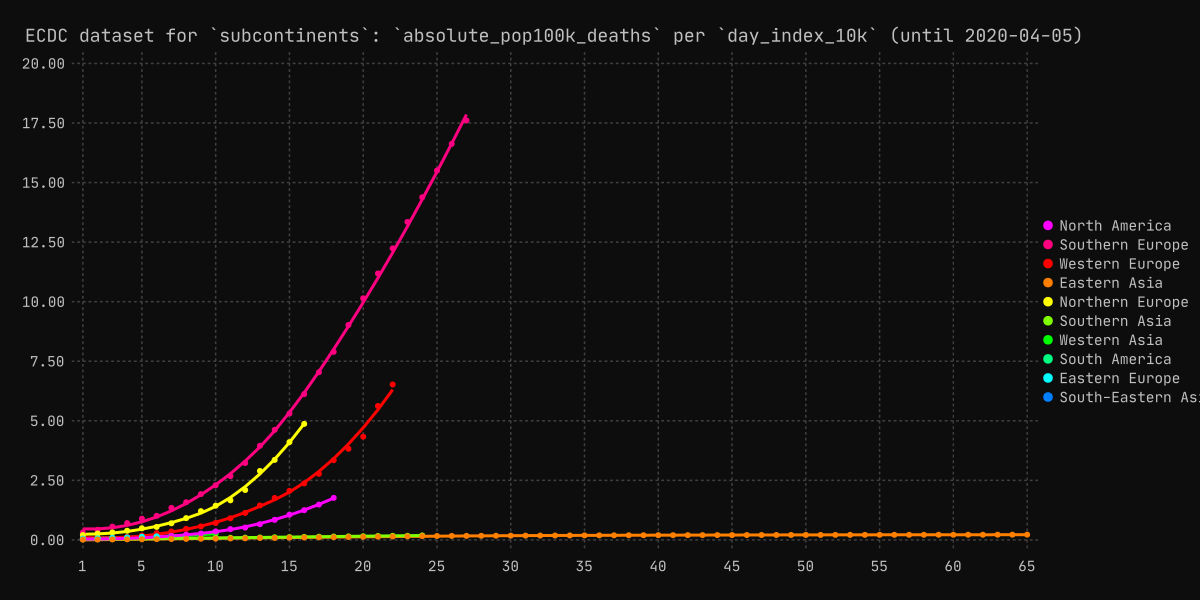 ECDC dataset for `subcontinents`: `absolute_pop100k_deaths` per `day_index_10k` (until 2020-04-05)
20.00
17.50
15.00
12.50
10.00
7.50
5.00
2.50
0.00
1 5 10 15 20 25 30 35 40 45 50 55 60 65
North America
Southern Europe
Western Europe
Eastern Asia
Northern Europe
Southern Asia
Western Asia
South America
Eastern Europe
South-Eastern Asi